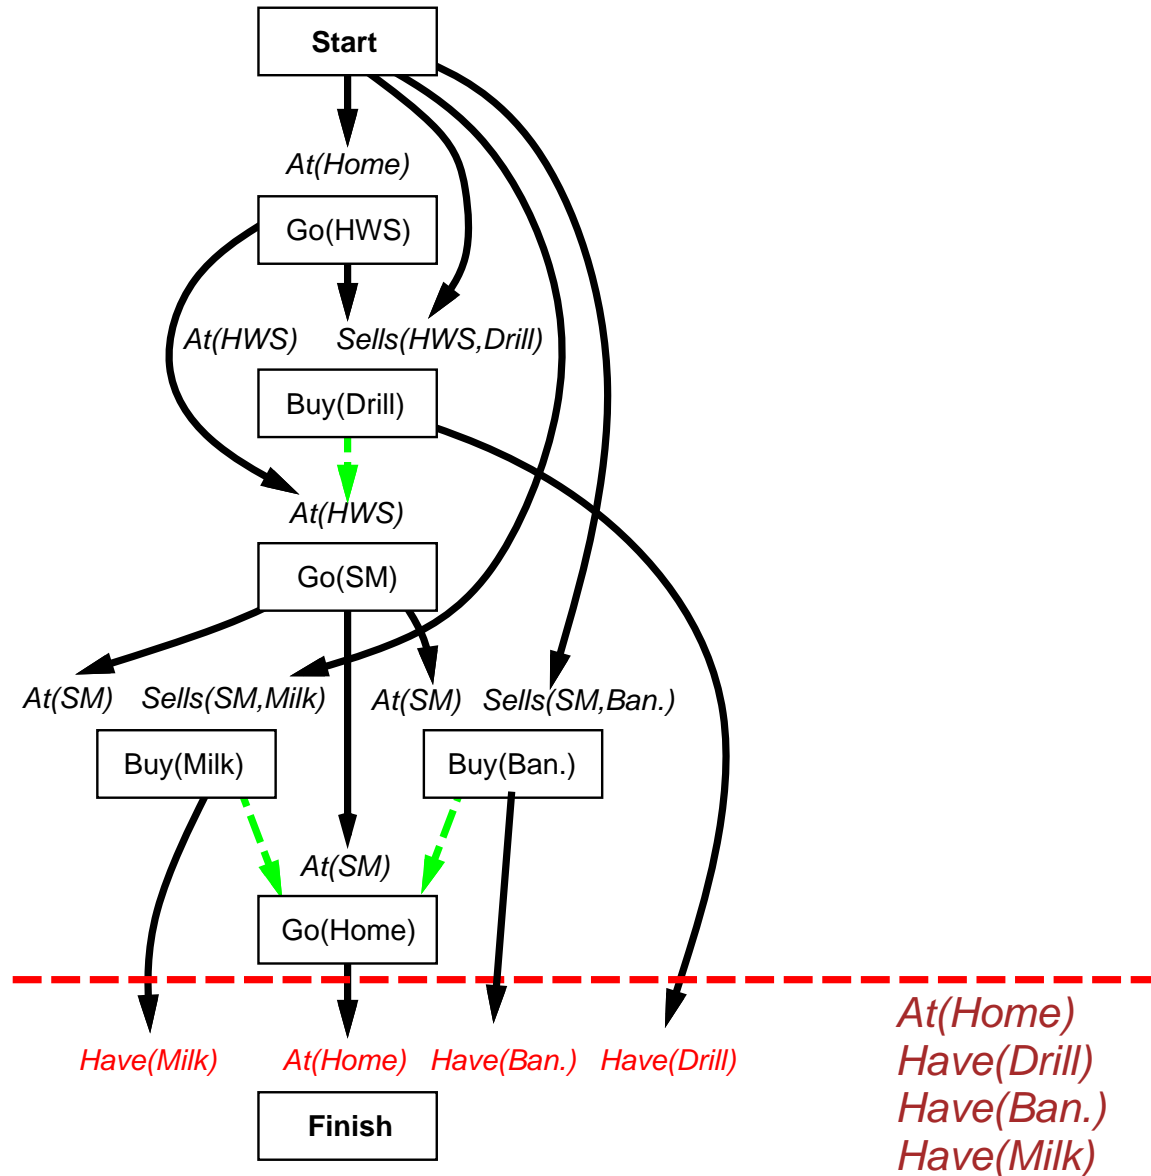 Start
At(Home)
Go(HWS)
At(HWS) Sells(HWS,Drill)
Buy(Drill)
At(HWS)
Go(SM)
At(SM) Sells(SM,Milk) At(SM) Sells(SM,Ban.)
Buy(Milk) Buy(Ban.)
At(SM)
Go(Home)
Have(Milk) At(Home) Have(Ban.) Have(Drill)
Finish
At(Home)
Have(Drill)
Have(Ban.)
Have(Milk)